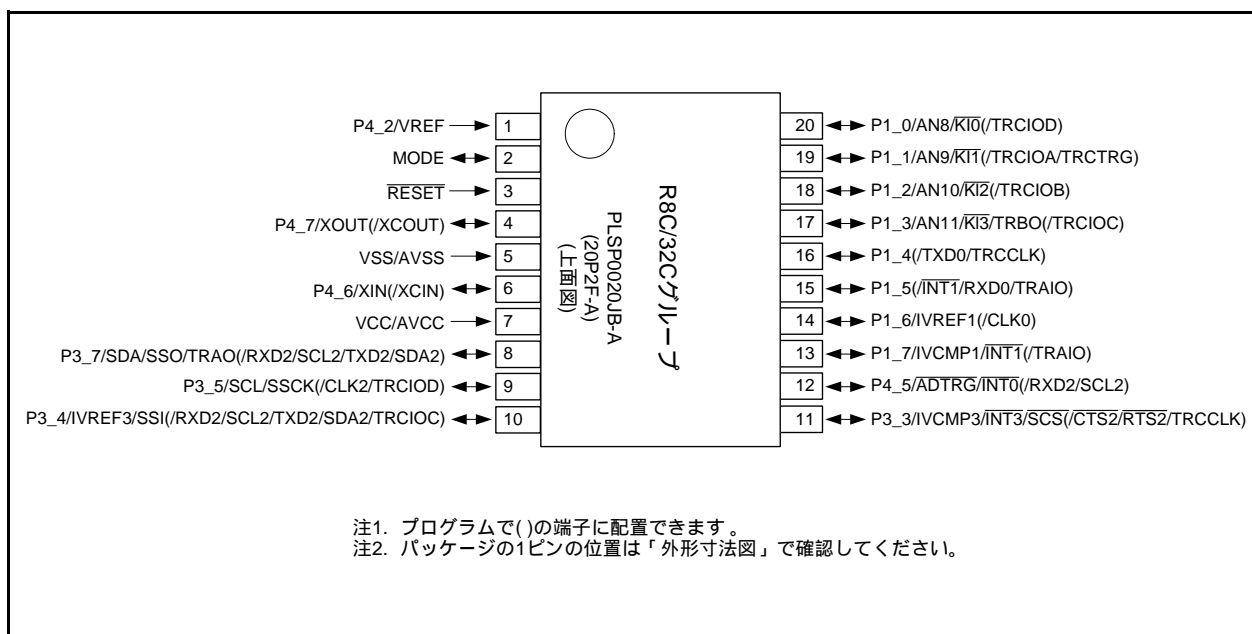 P4_2/VREF 1
MODE 2
RESET 3
P4_7/XOUT(/XCOUT) 4
VSS/AVSS 5
P4_6/XIN(/XCIN) 6
VCC/AVCC 7
P3_7/SDA/SSO/TRAO(/RXD2/SCL2/TXD2/SDA2) 8
P3_5/SCL/SSCK(/CLK2/TRCIOD) 9
P3_4/IVREF3/SSI(/RXD2/SCL2/TXD2/SDA2/TRCIOC) 10
R8C/32Cグループ
PLSP0020JB-A
(20P2F-A)
(上面図)
20 P1_0/AN8/KI0(/TRCIOD)
19 P1_1/AN9/KI1(/TRCIOA/TRCTRG)
18 P1_2/AN10/KI2(/TRCIOB)
17 P1_3/AN11/KI3/TRBO(/TRCIOC)
16 P1_4(/TXD0/TRCCLK)
15 P1_5(/INT1/RXD0/TRAIO)
14 P1_6/IVREF1(/CLK0)
13 P1_7/IVCMP1/INT1(/TRAIO)
12 P4_5/ADTRG/INT0(/RXD2/SCL2)
11 P3_3/IVCMP3/INT3/SCS(/CTS2/RTS2/TRCCLK)
注1. プログラムで( )の端子に配置できます。
注2. パッケージの1ピンの位置は「外形寸法図」で確認してください。